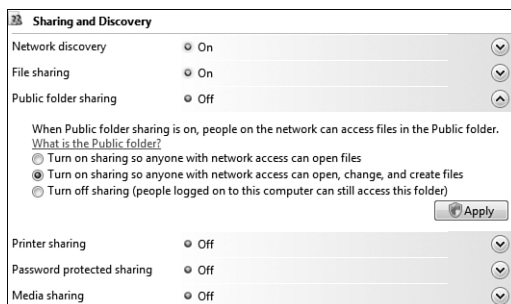 Sharing and Discovery
Network discovery On
File sharing On
Public folder sharing Off
When Public folder sharing is on, people on the network can access files in the Public folder.
What is the Public folder?
Turn on sharing so anyone with network access can open files
Turn on sharing so anyone with network access can open, change, and create files
Turn off sharing (people logged on to this computer can still access this folder)
Apply
Printer sharing Off
Password protected sharing Off
Media sharing Off